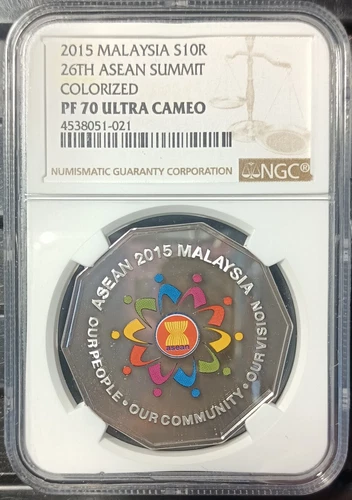 2015 MALAYSIA S10R
26TH ASEAN SUMMIT
COLORIZED
PF 70 ULTRA CAMEO
4538051-021
NUMISMATIC GUARANTY CORPORATION NGC®
ASEAN 2015 MALAYSIA
OUR PEOPLE • OUR COMMUNITY • OUR VISION
asean